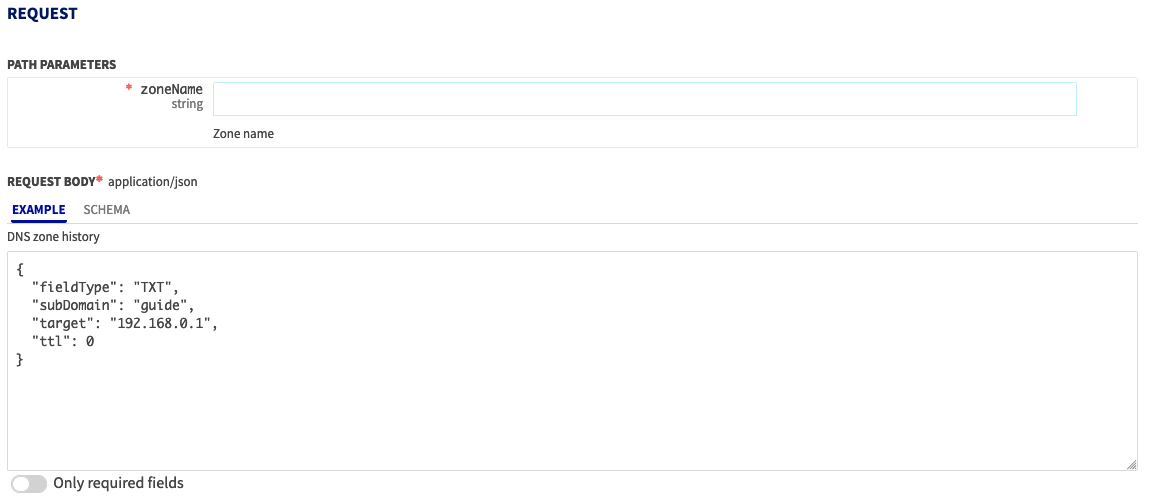 REQUEST
PATH PARAMETERS
* zoneName
string
Zone name
REQUEST BODY* application/json
EXAMPLE SCHEMA
DNS zone history
{
  "fieldType": "TXT",
  "subDomain": "guide",
  "target": "192.168.0.1",
  "ttl": 0
}
Only required fields